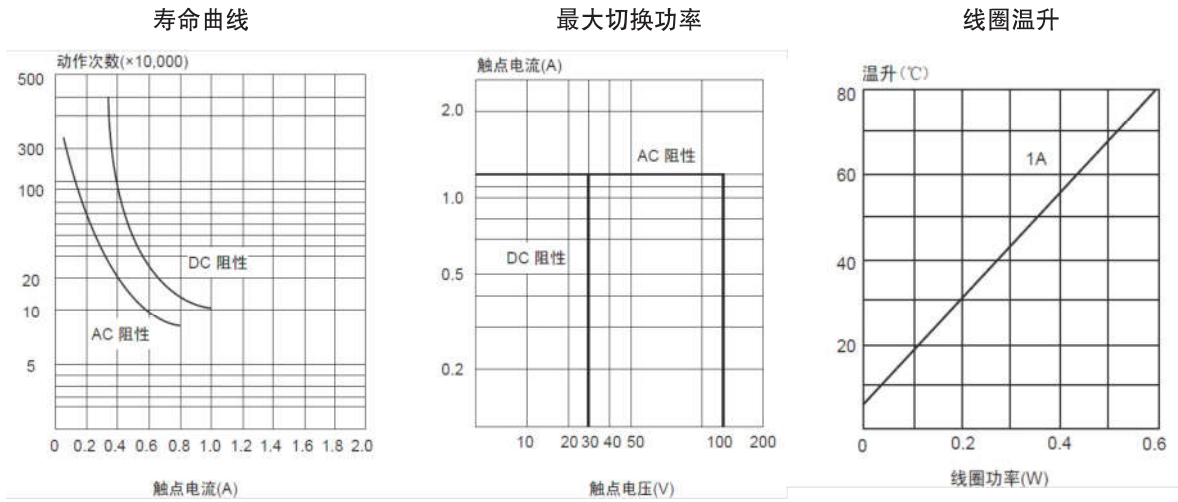 寿命曲线
动作次数(×10,000)
500
300
100
20
10
5
DC 阻性
AC 阻性
0 0.2 0.4 0.6 0.8 1.0 1.2 1.4 1.6 1.8 2.0
触点电流(A)
最大切换功率
触点电流(A)
2.0
1.0
0.5
0.2
AC 阻性
DC 阻性
10 20 30 40 50 100 200
触点电压(V)
线圈温升
温升(℃)
80
60
40
20
1A
0 0.2 0.4 0.6
线圈功率(W)